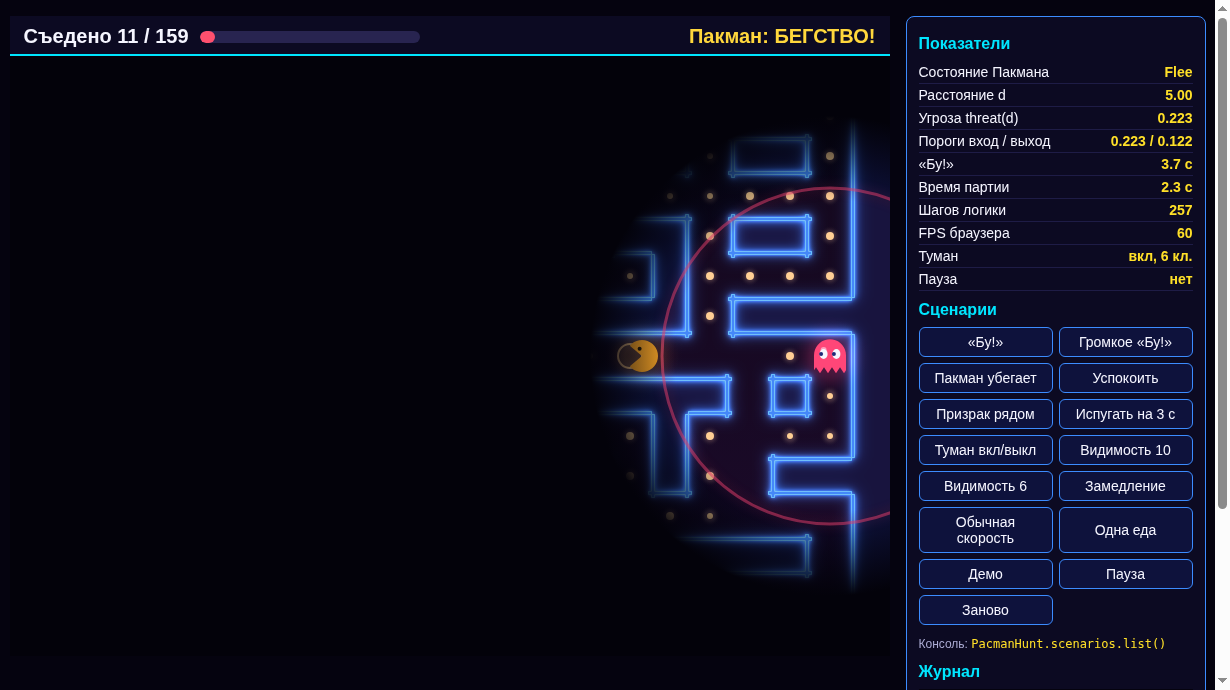 Съедено 11 / 159
Пакман: БЕГСТВО!
Показатели
Состояние Пакмана Flee
Расстояние d 5.00
Угроза threat(d) 0.223
Пороги вход / выход 0.223 / 0.122
«Бу!» 3.7 с
Время партии 2.3 с
Шагов логики 257
FPS браузера 60
Туман вкл, 6 кл.
Пауза нет
Сценарии
«Бу!» Громкое «Бу!»
Пакман убегает Успокоить
Призрак рядом Испугать на 3 с
Туман вкл/выкл Видимость 10
Видимость 6 Замедление
Обычная
скорость
Одна еда
Демо Пауза
Заново
Консоль: PacmanHunt.scenarios.list()
Журнал